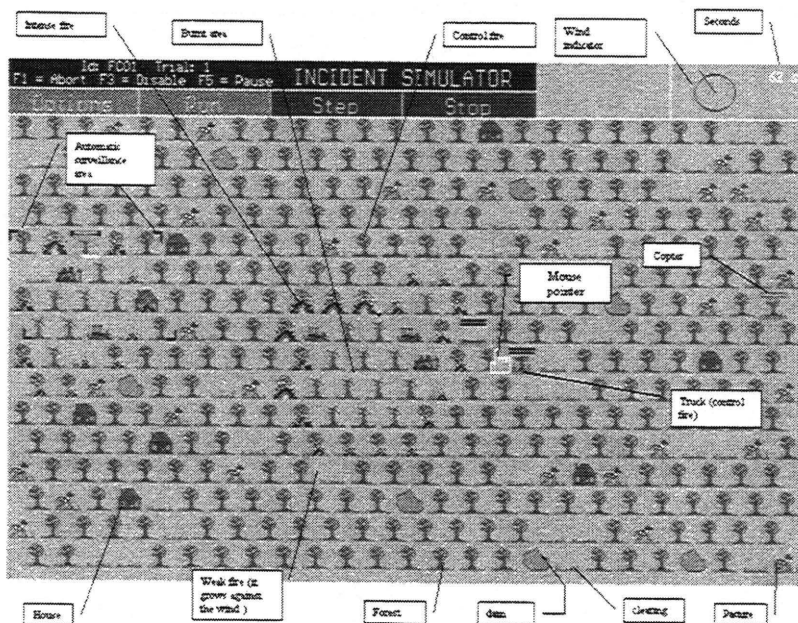 Intense fire
Burnt area
Control fire
Wind
indicator
Seconds
Id: FC01 Trial: 1
F1 = Abort F3 = Disable F5 = Pause
INCIDENT SIMULATOR
Options
Run
Step
Stop
Automatic
surveillance
area
Copter
Mouse
pointer
Truck (control
fire)
House
Weak fire (it
grows against
the wind )
Forest
dam
clearing
Pasture